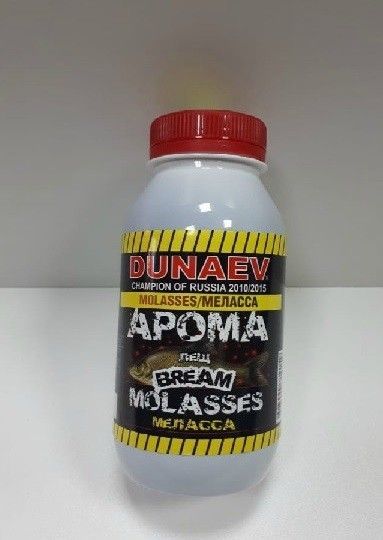 DUNAEV
CHAMPION OF RUSSIA 2010/2015
MOLASSES/МЕЛАССА
АРОМА
ЛЕЩ
BREAM
MOLASSES
МЕЛАССА